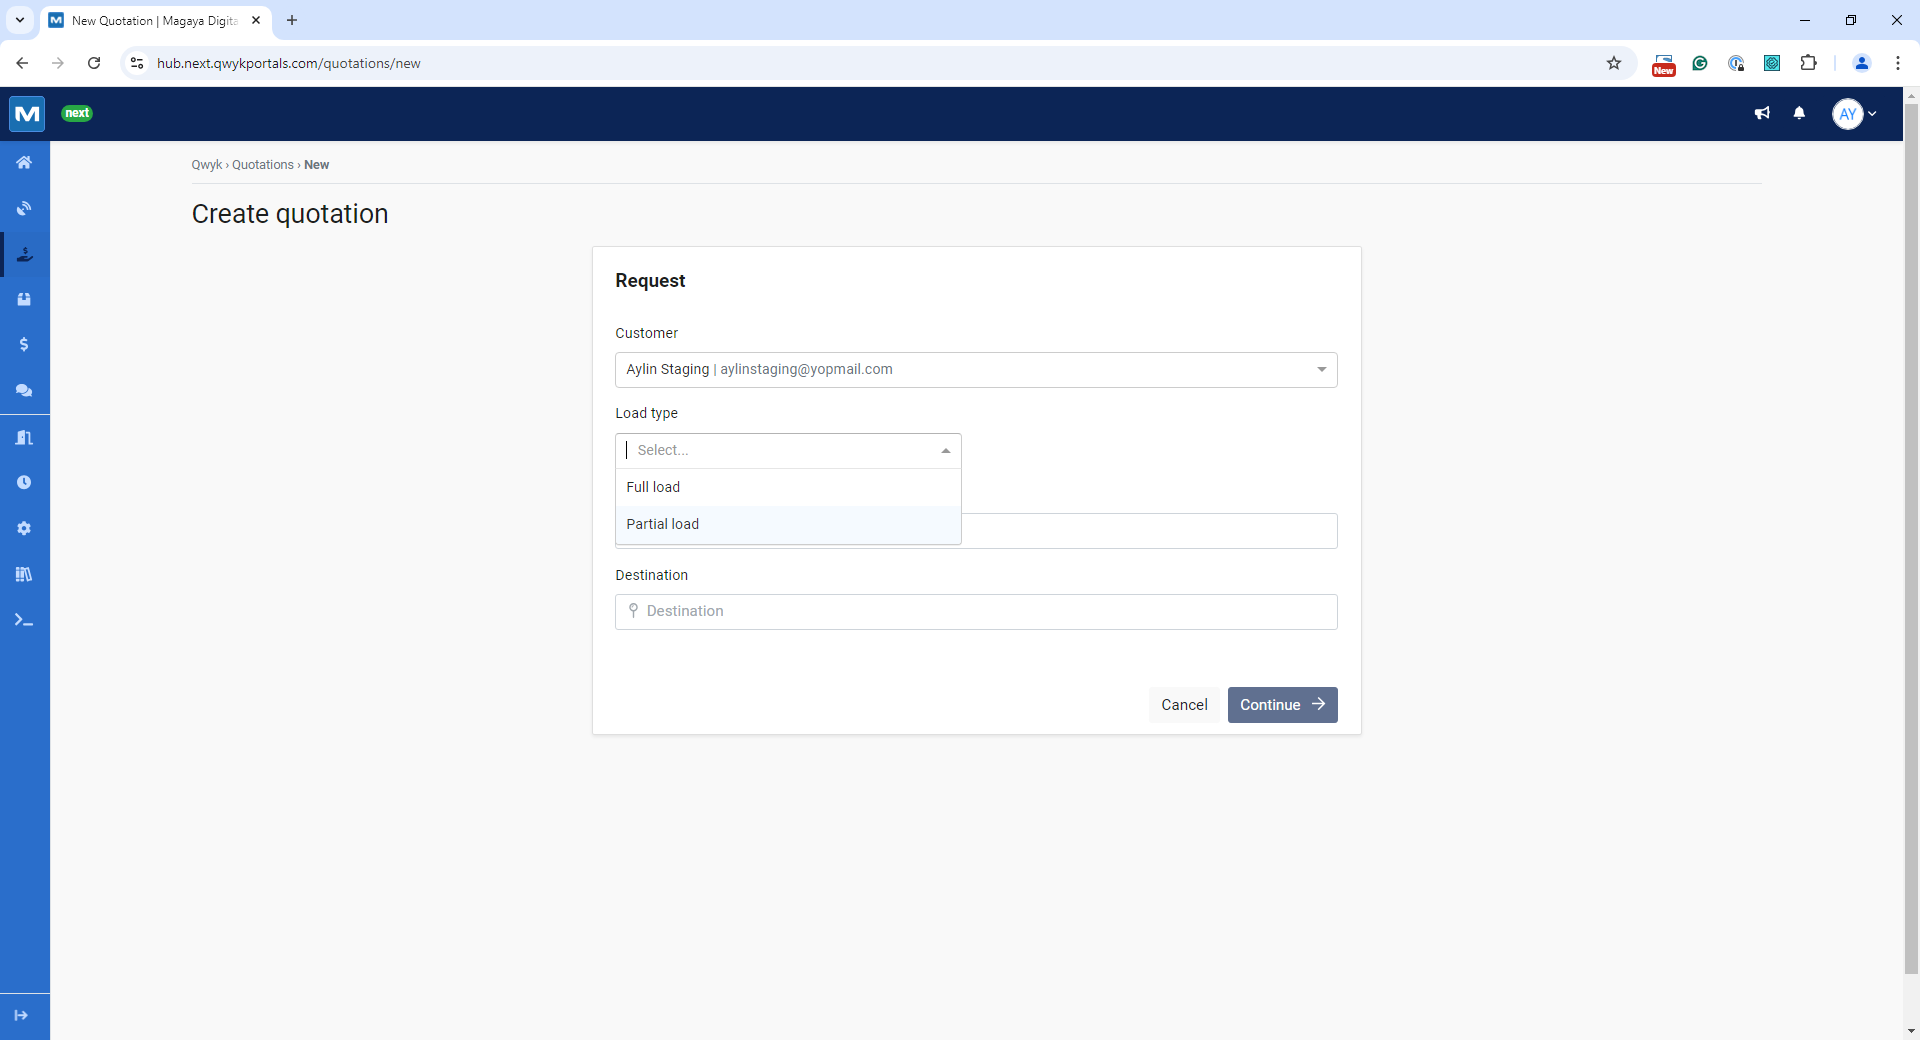 New Quotation | Magaya Digita
hub.next.qwykportals.com/quotations/new
New
M
next
AY
Qwyk › Quotations › New
Create quotation
Request
Customer
Aylin Staging | aylinstaging@yopmail.com
Load type
Select...
Full load
Partial load
Destination
Destination
Cancel
Continue